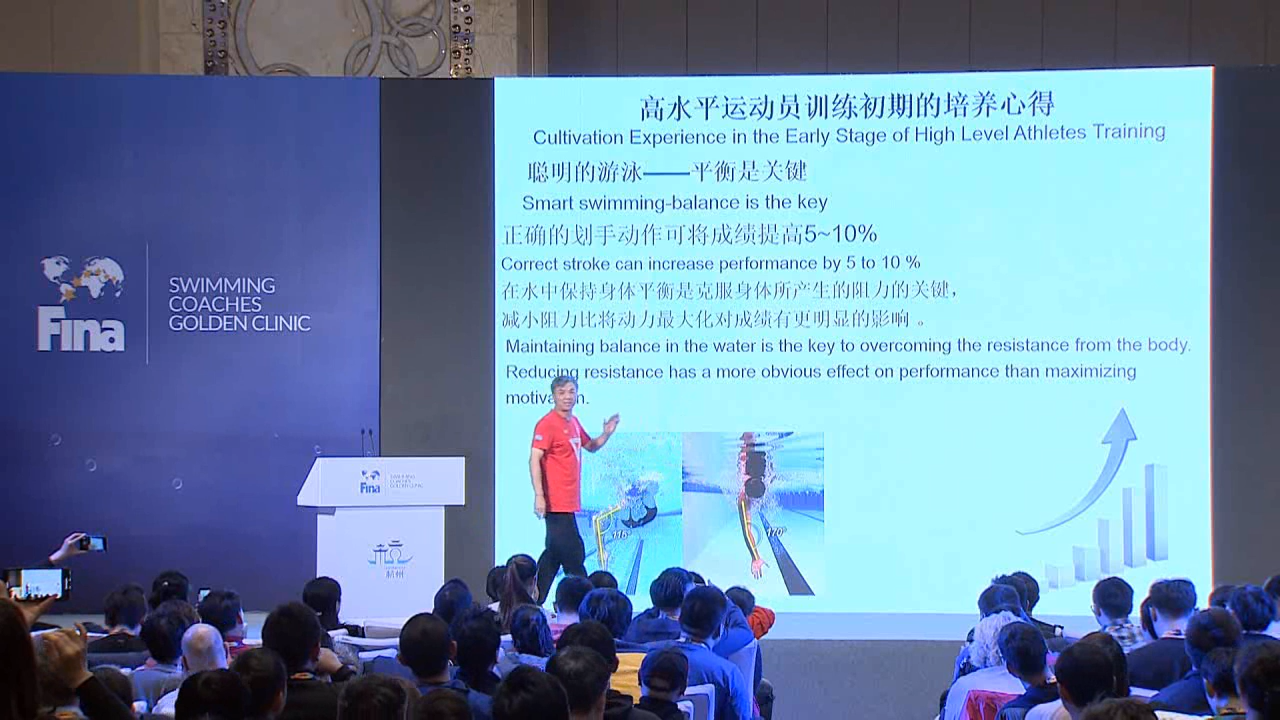 高水平运动员训练初期的培养心得
Cultivation Experience in the Early Stage of High Level Athletes Training
聪明的游泳——平衡是关键
Smart swimming-balance is the key
正确的划手动作可将成绩提高5~10%
Correct stroke can increase performance by 5 to 10 %
在水中保持身体平衡是克服身体所产生的阻力的关键，
减小阻力比将动力最大化对成绩有更明显的影响 。
Maintaining balance in the water is the key to overcoming the resistance from the body.
Reducing resistance has a more obvious effect on performance than maximizing
116°
170°
Fina
SWIMMING
COACHES
GOLDEN CLINIC
Fina
SWIMMING
COACHES
GOLDEN CLINIC
杭州